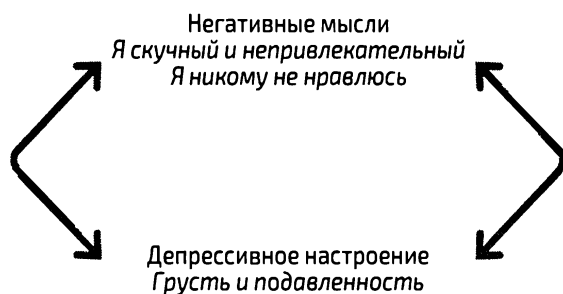 Негативные мысли
Я скучный и непривлекательный
Я никому не нравлюсь
Депрессивное настроение
Грусть и подавленность